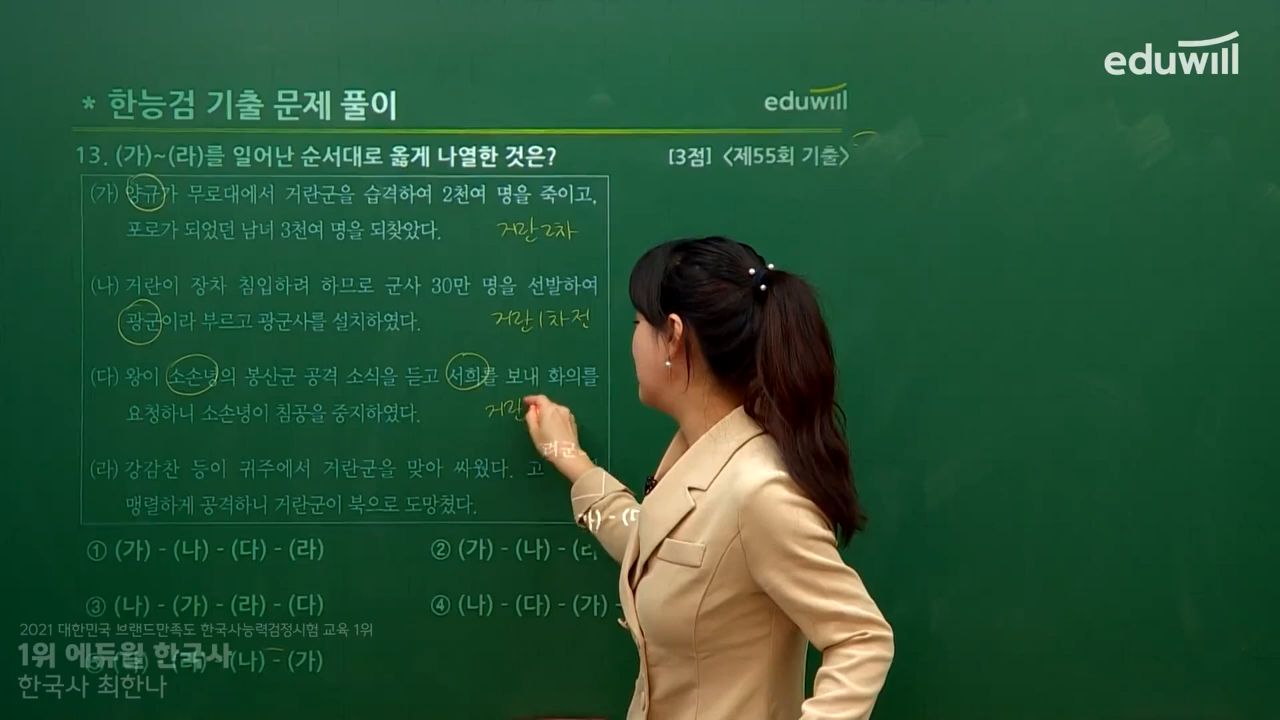 eduwill
* 한능검 기출 문제 풀이
eduwill
13. (가)~(라)를 일어난 순서대로 옳게 나열한 것은?
[3점] <제55회 기출>
(가) 양규가 무로대에서 거란군을 습격하여 2천여 명을 죽이고,
포로가 되었던 남녀 3천여 명을 되찾았다.
거란 2차
(나) 거란이 장차 침입하려 하므로 군사 30만 명을 선발하여
광군이라 부르고 광군사를 설치하였다.
거란 1차 전
(다) 왕이 소손녕의 봉산군 공격 소식을 듣고 서희를 보내 화의를
요청하니 소손녕이 침공을 중지하였다.
거란
(라) 강감찬 등이 귀주에서 거란군을 맞아 싸웠다. 고 려군
맹렬하게 공격하니 거란군이 북으로 도망쳤다.
① (가) - (나) - (다) - (라)
② (가) - (나) - (라
③ (나) - (가) - (라) - (다)
④ (나) - (다) - (가) -
- (나) - (가)
2021 대한민국 브랜드만족도 한국사능력검정시험 교육 1위
1위 에듀윌 한국사
한국사 최한나